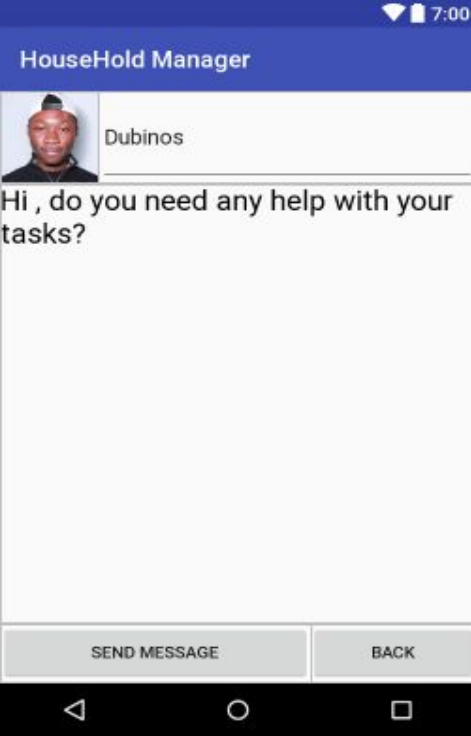 7:00
HouseHold Manager
Dubinos
Hi , do you need any help with your
tasks?
SEND MESSAGE
BACK